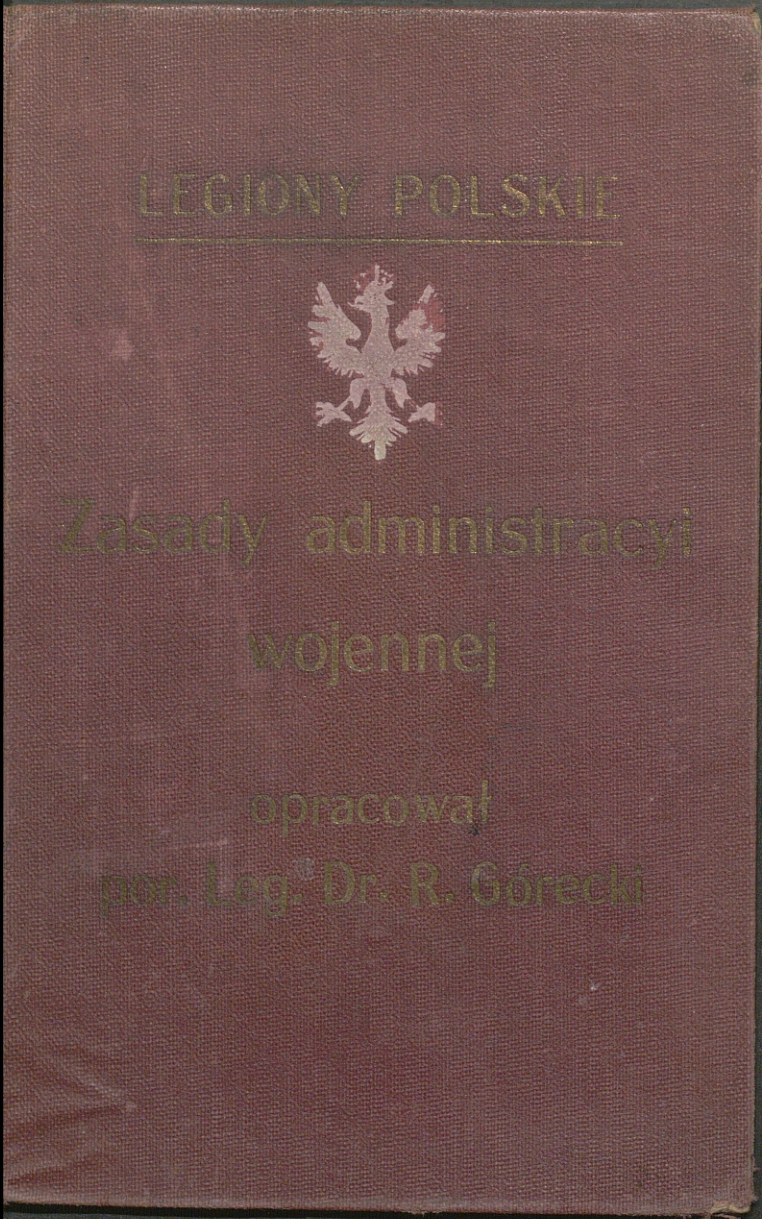 LEGIONY POLSKIE
Zasady administracyi
wojennej
opracował
por. Leg. Dr. R. Górecki